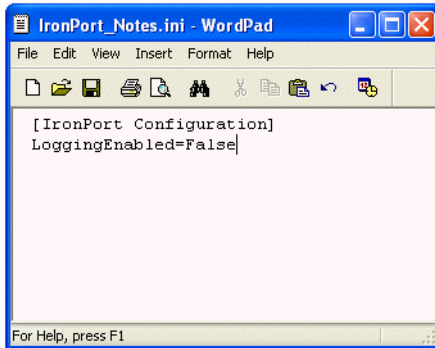 IronPort_Notes.ini - WordPad
File Edit View Insert Format Help
[IronPort Configuration]
LoggingEnabled=False
For Help, press F1